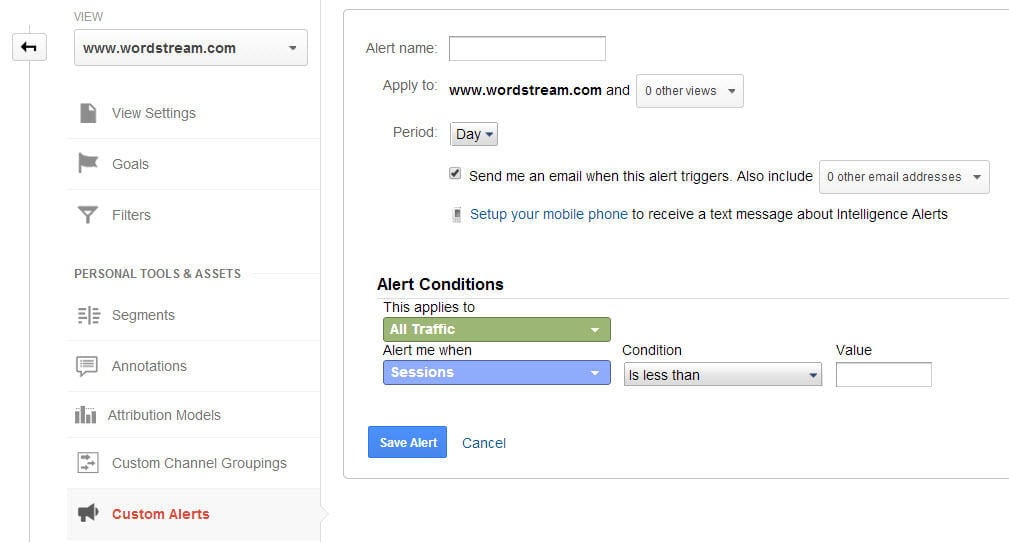 VIEW
www.wordstream.com
View Settings
Goals
Filters
PERSONAL TOOLS & ASSETS
Segments
Annotations
Attribution Models
Custom Channel Groupings
Custom Alerts
Alert name:
Apply to: www.wordstream.com and 0 other views
Period: Day
Send me an email when this alert triggers. Also include 0 other email addresses
Setup your mobile phone to receive a text message about Intelligence Alerts
Alert Conditions
This applies to
All Traffic
Alert me when Condition Value
Sessions Is less than
Save Alert Cancel